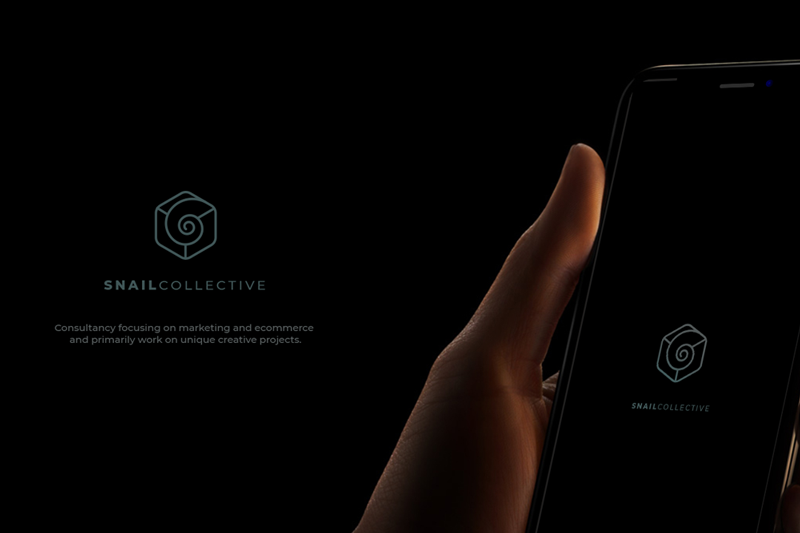 SNAILCOLLECTIVE
Consultancy focusing on marketing and ecommerce
and primarily work on unique creative projects.
SNAILCOLLECTIVE